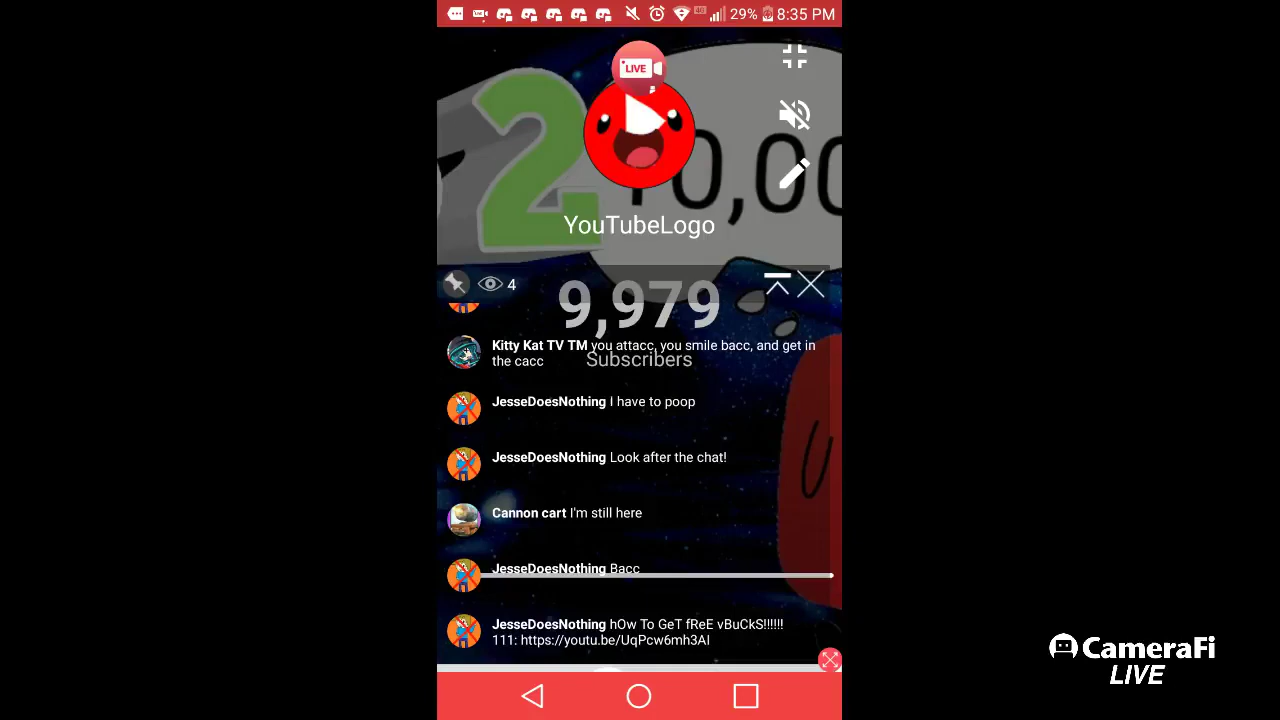 29% 8:35 PM
LIVE
2
10,00
YouTubeLogo
4
9,979
Subscribers
Kitty Kat TV TM you attacc, you smile bacc, and get in
the cacc
JesseDoesNothing I have to poop
JesseDoesNothing Look after the chat!
Cannon cart I'm still here
JesseDoesNothing Bacc
JesseDoesNothing hOw To GeT fReE vBuCkS!!!!!!
111: https://youtu.be/UqPcw6mh3AI
CameraFi
LIVE